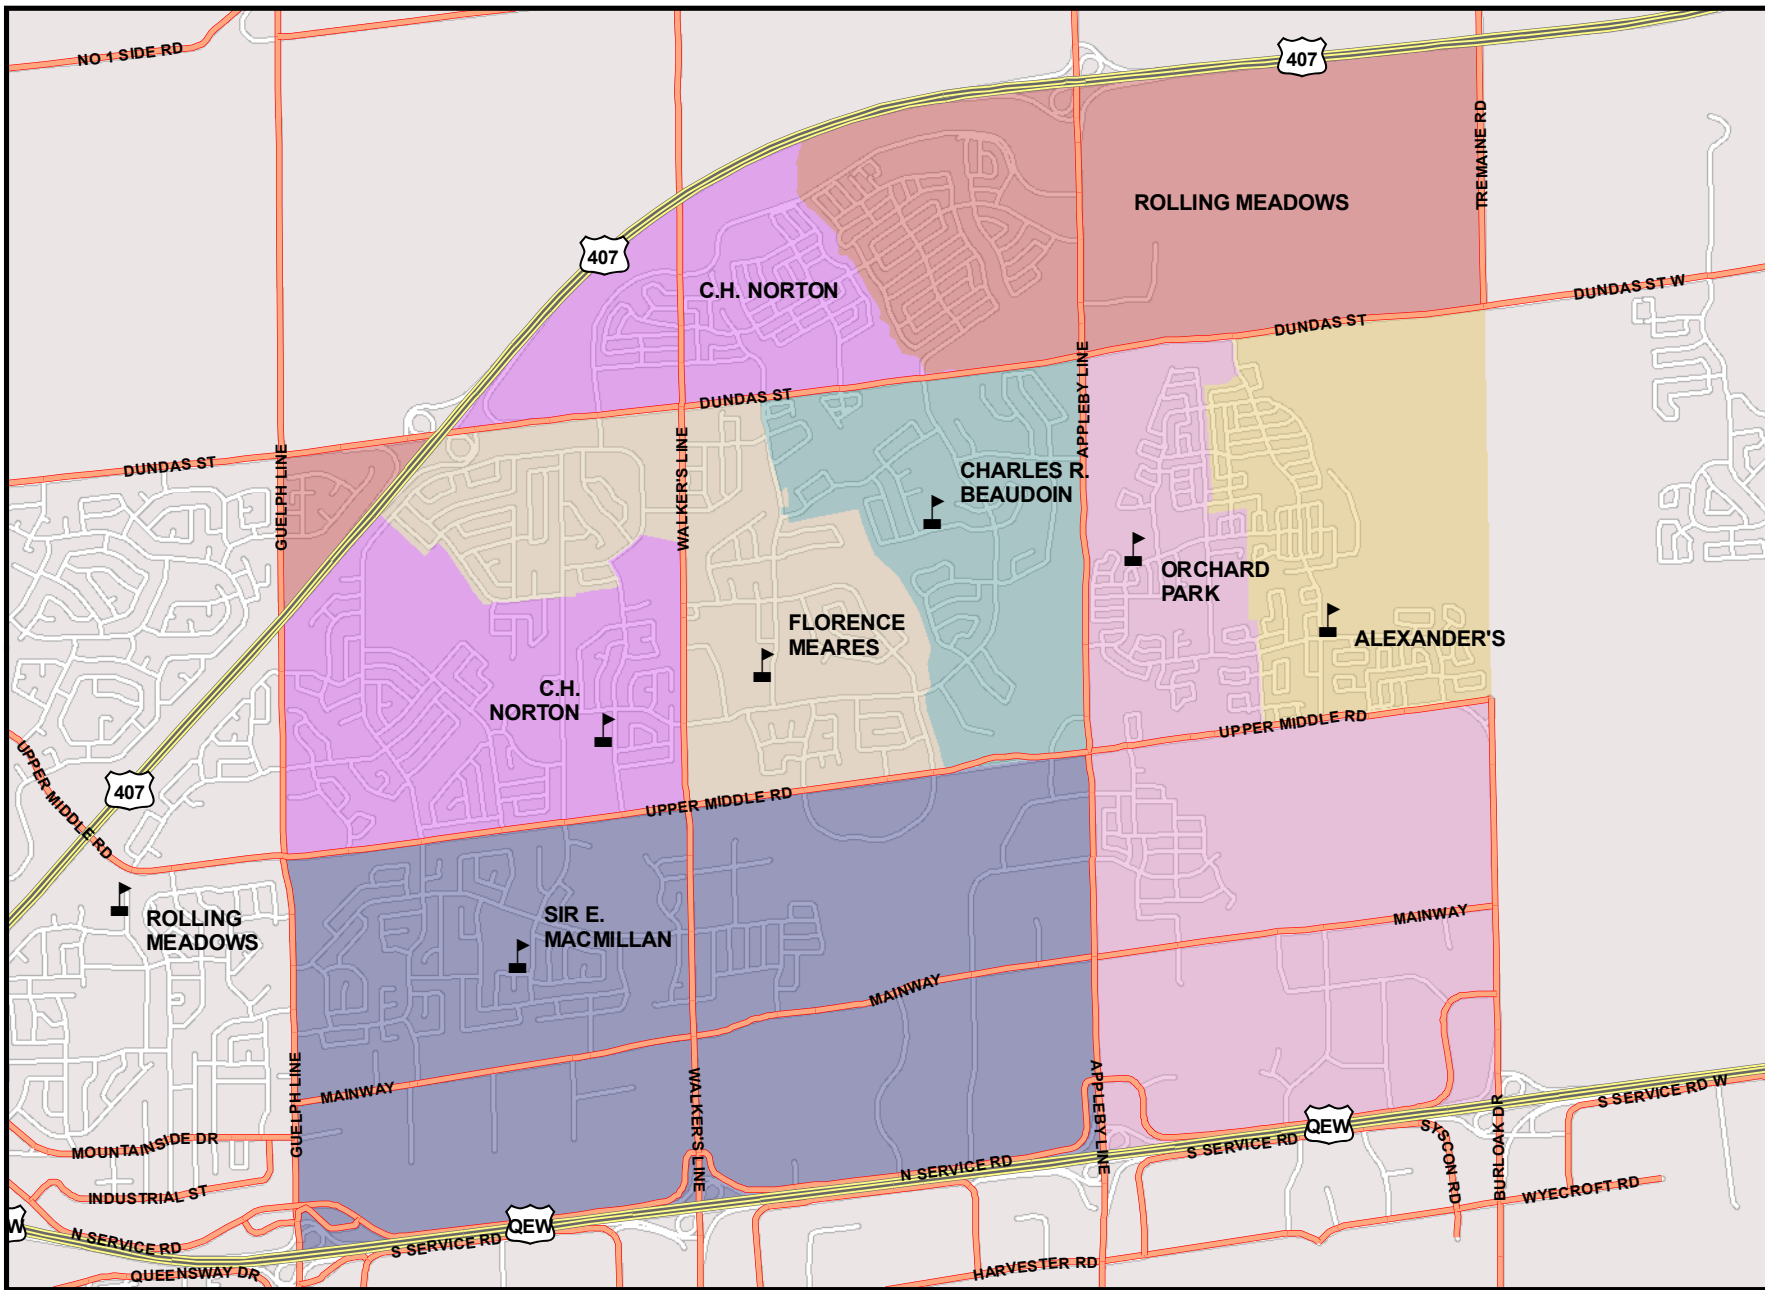 NO 1 SIDE RD
407
TREMAINE RD
ROLLING MEADOWS
407
C.H. NORTON
DUNDAS ST W
DUNDAS ST
DUNDAS ST
APPLEBY LINE
DUNDAS ST
GUELPH LINE
WALKER'S LINE
CHARLES R.
BEAUDOIN
ORCHARD
PARK
FLORENCE
MEARES
ALEXANDER'S
C.H.
NORTON
UPPER MIDDLE RD
UPPER MIDDLE RD
407
UPPER MIDDLE RD
ROLLING
MEADOWS
SIR E.
MACMILLAN
MAINWAY
MAINWAY
MAINWAY
GUELPH LINE
WALKER'S LINE
APPLEBY LINE
BURLOAK DR
S SERVICE RD W
MOUNTAINSIDE DR
QEW
SYSCON RD
S SERVICE RD
N SERVICE RD
INDUSTRIAL ST
WYECROFT RD
W
QEW
N SERVICE RD
S SERVICE RD
QUEENSWAY DR
HARVESTER RD